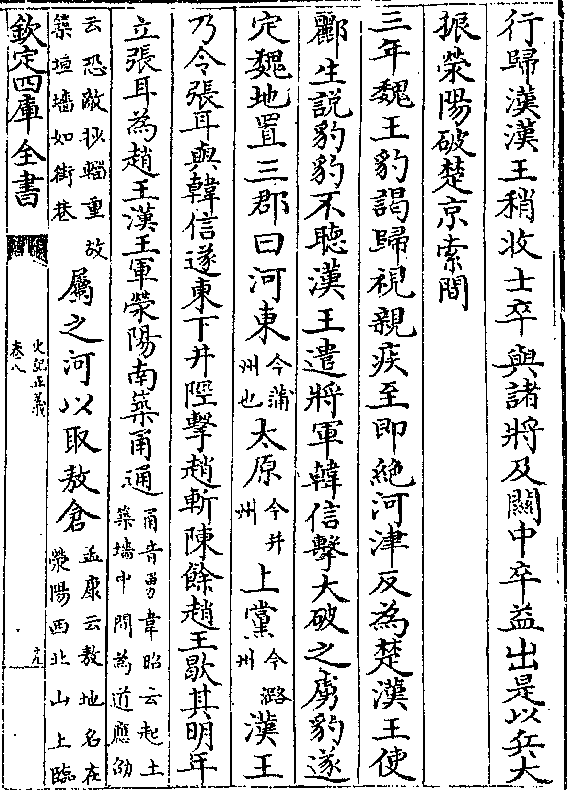 行歸漢漢王稍收士卒與諸將及關中卒益出是以兵大
振滎陽破楚京索間
三年魏王豹謁歸視親疾至即絶河津反為楚漢王使
酈生說豹豹不聽漢王遣將軍韓信擊大破之虜豹遂
定魏地置三郡曰河東今蒲州也太原今并州上黨今潞州漢王
乃令張耳與韓信遂東下井陘擊趙斬陳餘趙王歇其明年
立張耳為趙王漢王軍滎陽南築甬通甬音勇韋昭云起土築墻中間為道應劭
云恐敵抄輜重故築垣墻如街巷屬之河以取敖倉孟康云敖地名在滎陽西北山上臨
欽定四庫全書
史記正義
卷八
十九